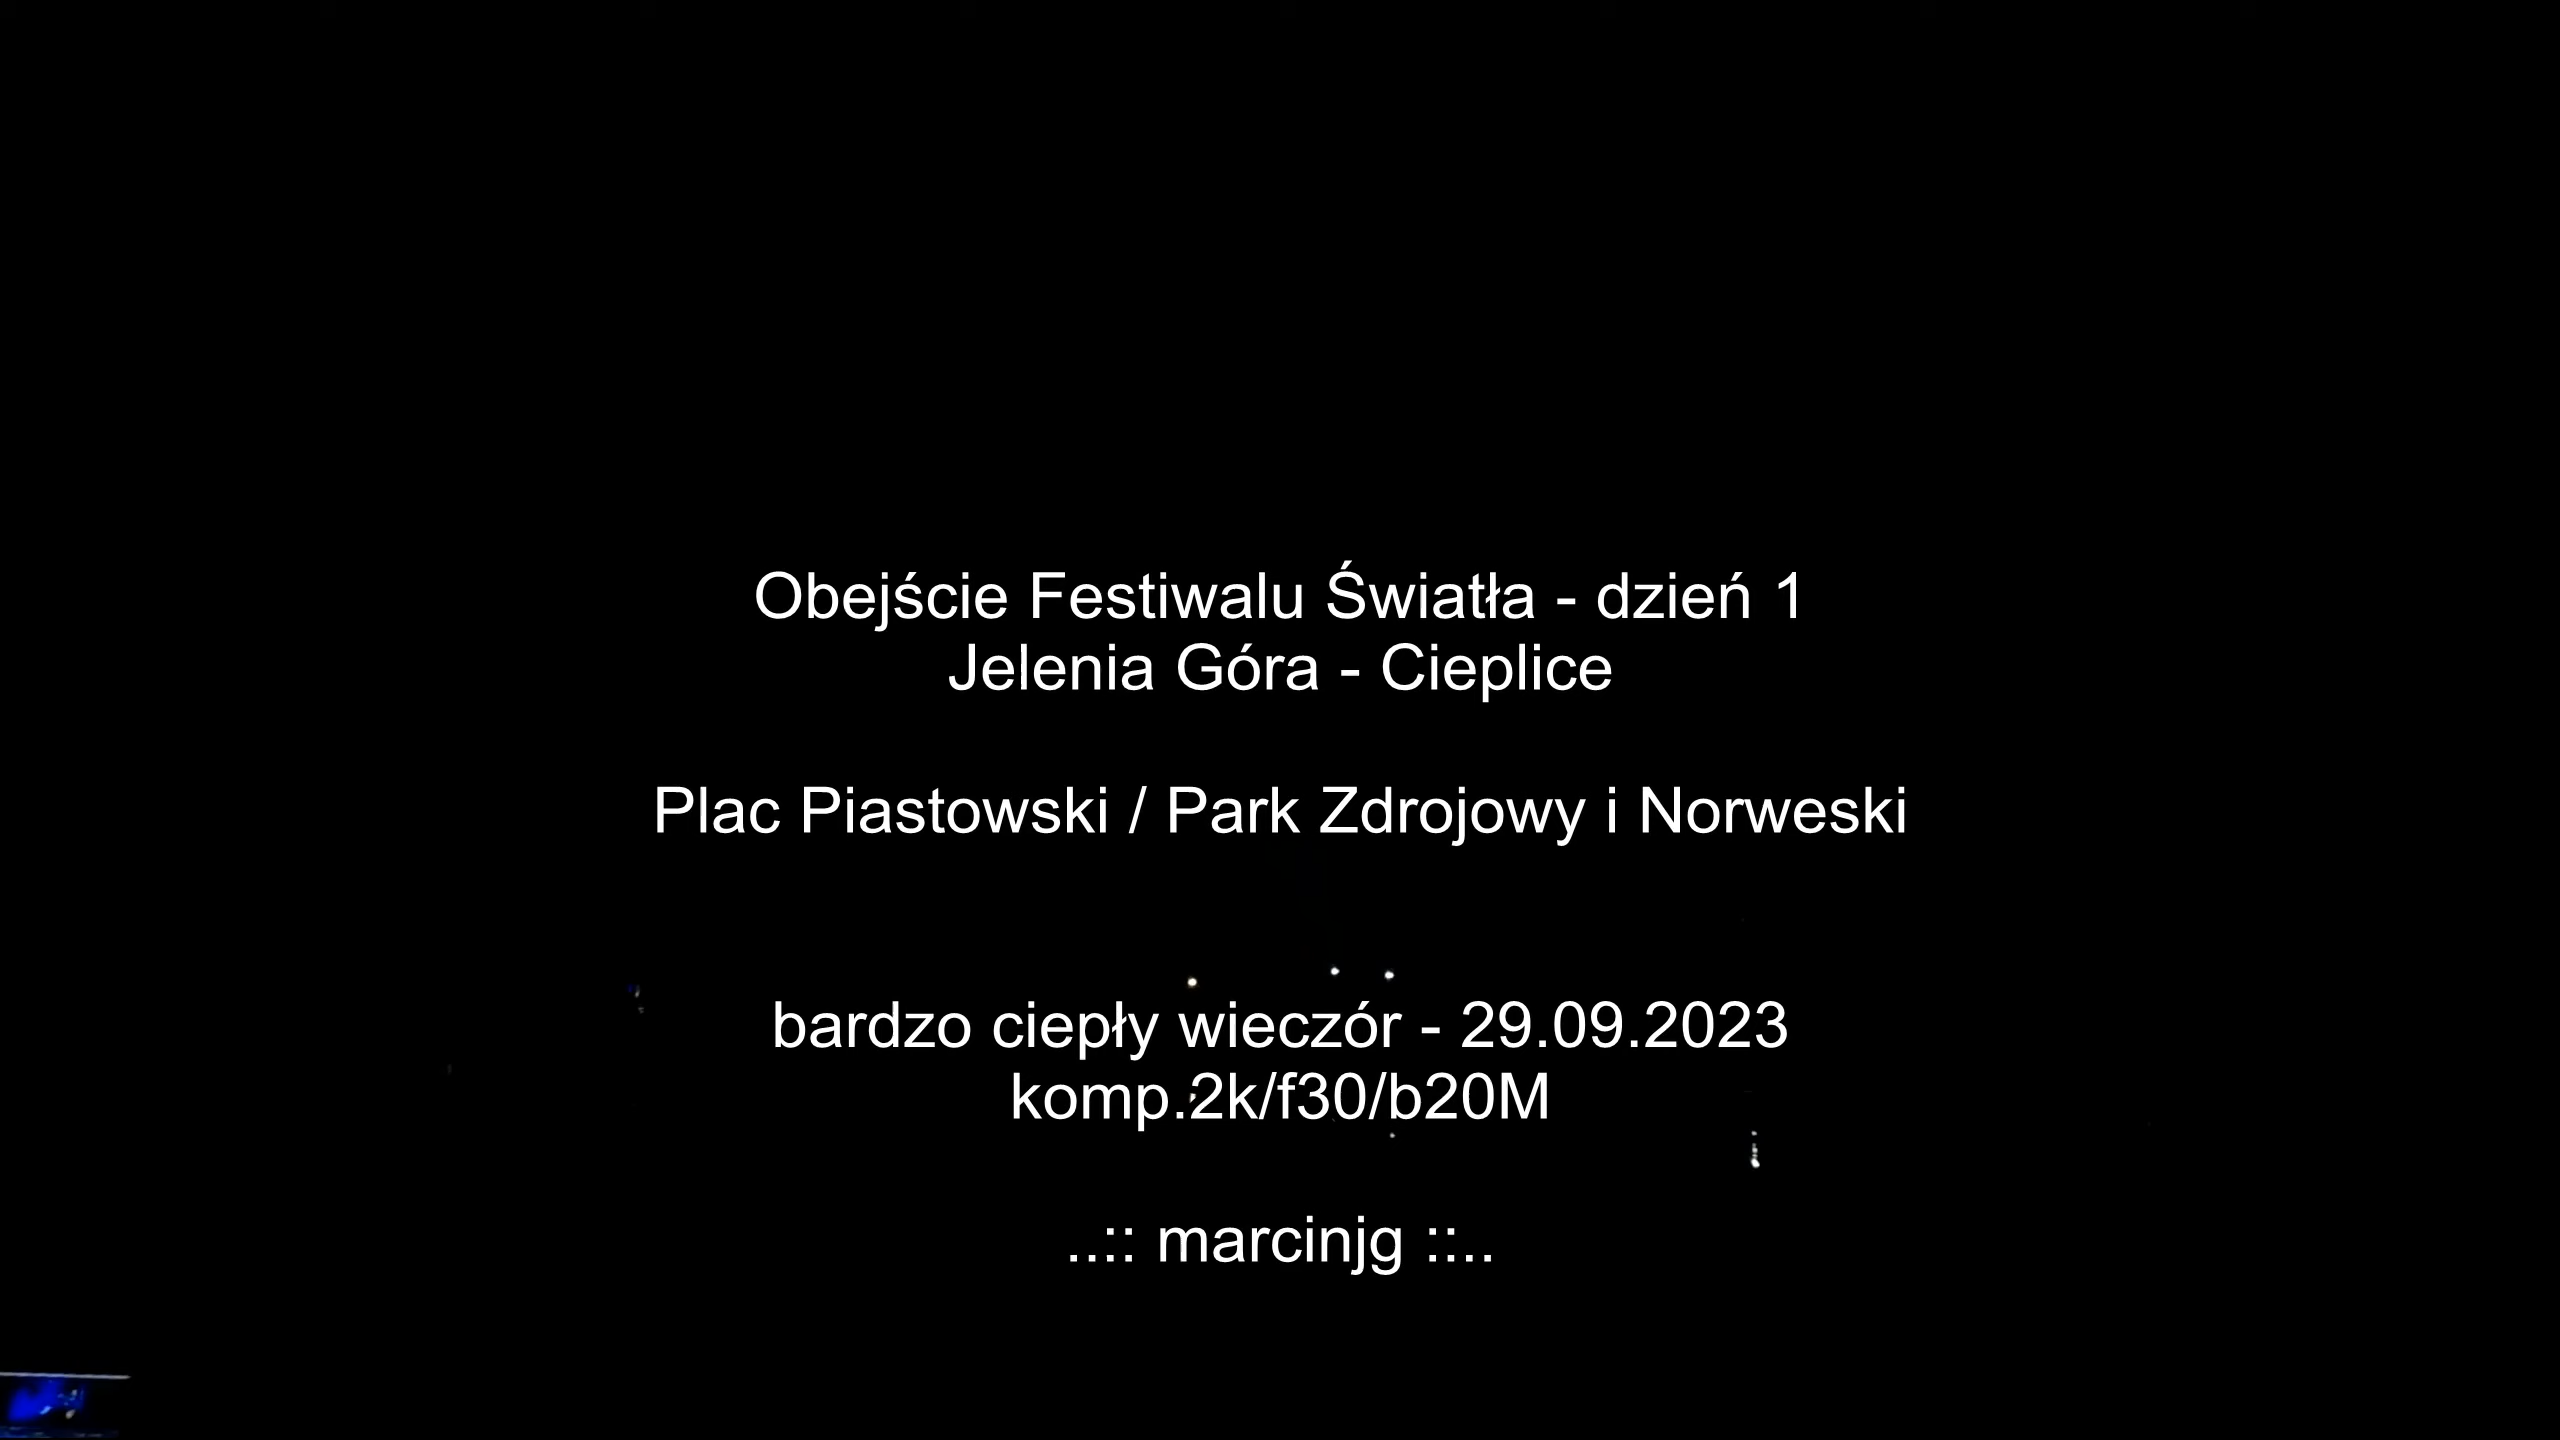 Obejście Festiwalu Światła - dzień 1
Jelenia Góra - Cieplice
Plac Piastowski / Park Zdrojowy i Norweski
bardzo ciepły wieczór - 29.09.2023
komp.2k/f30/b20M
..:: marcinjg ::..